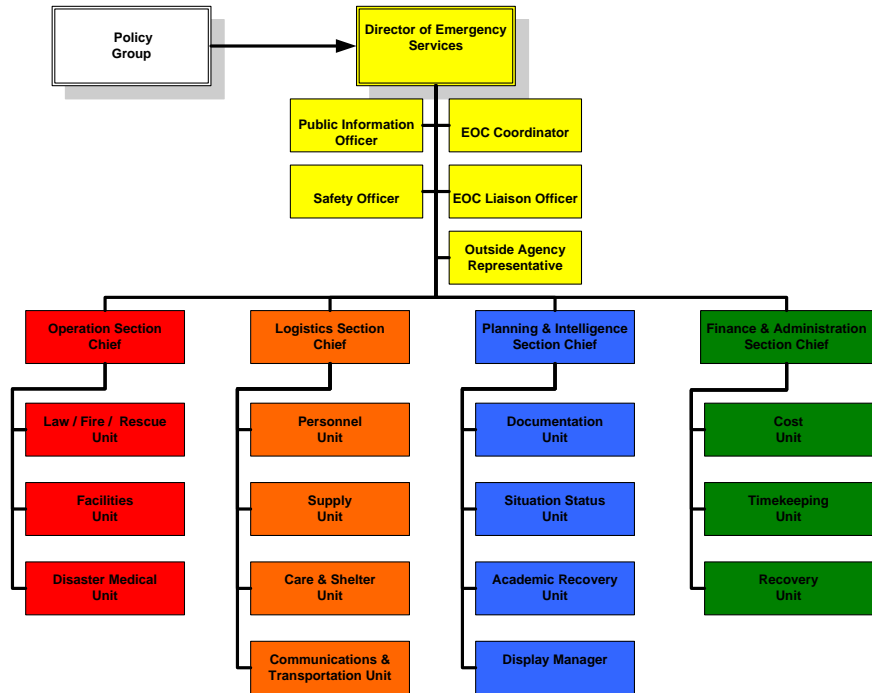 Policy
Group
Director of Emergency
Services
Public Information
Officer
EOC Coordinator
Safety Officer
EOC Liaison Officer
Outside Agency
Representative
Operation Section
Chief
Logistics Section
Chief
Planning & Intelligence
Section Chief
Finance & Administration
Section Chief
Law / Fire / Rescue
Unit
Personnel
Unit
Documentation
Unit
Cost
Unit
Facilities
Unit
Supply
Unit
Situation Status
Unit
Timekeeping
Unit
Disaster Medical
Unit
Care & Shelter
Unit
Academic Recovery
Unit
Recovery
Unit
Communications &
Transportation Unit
Display Manager